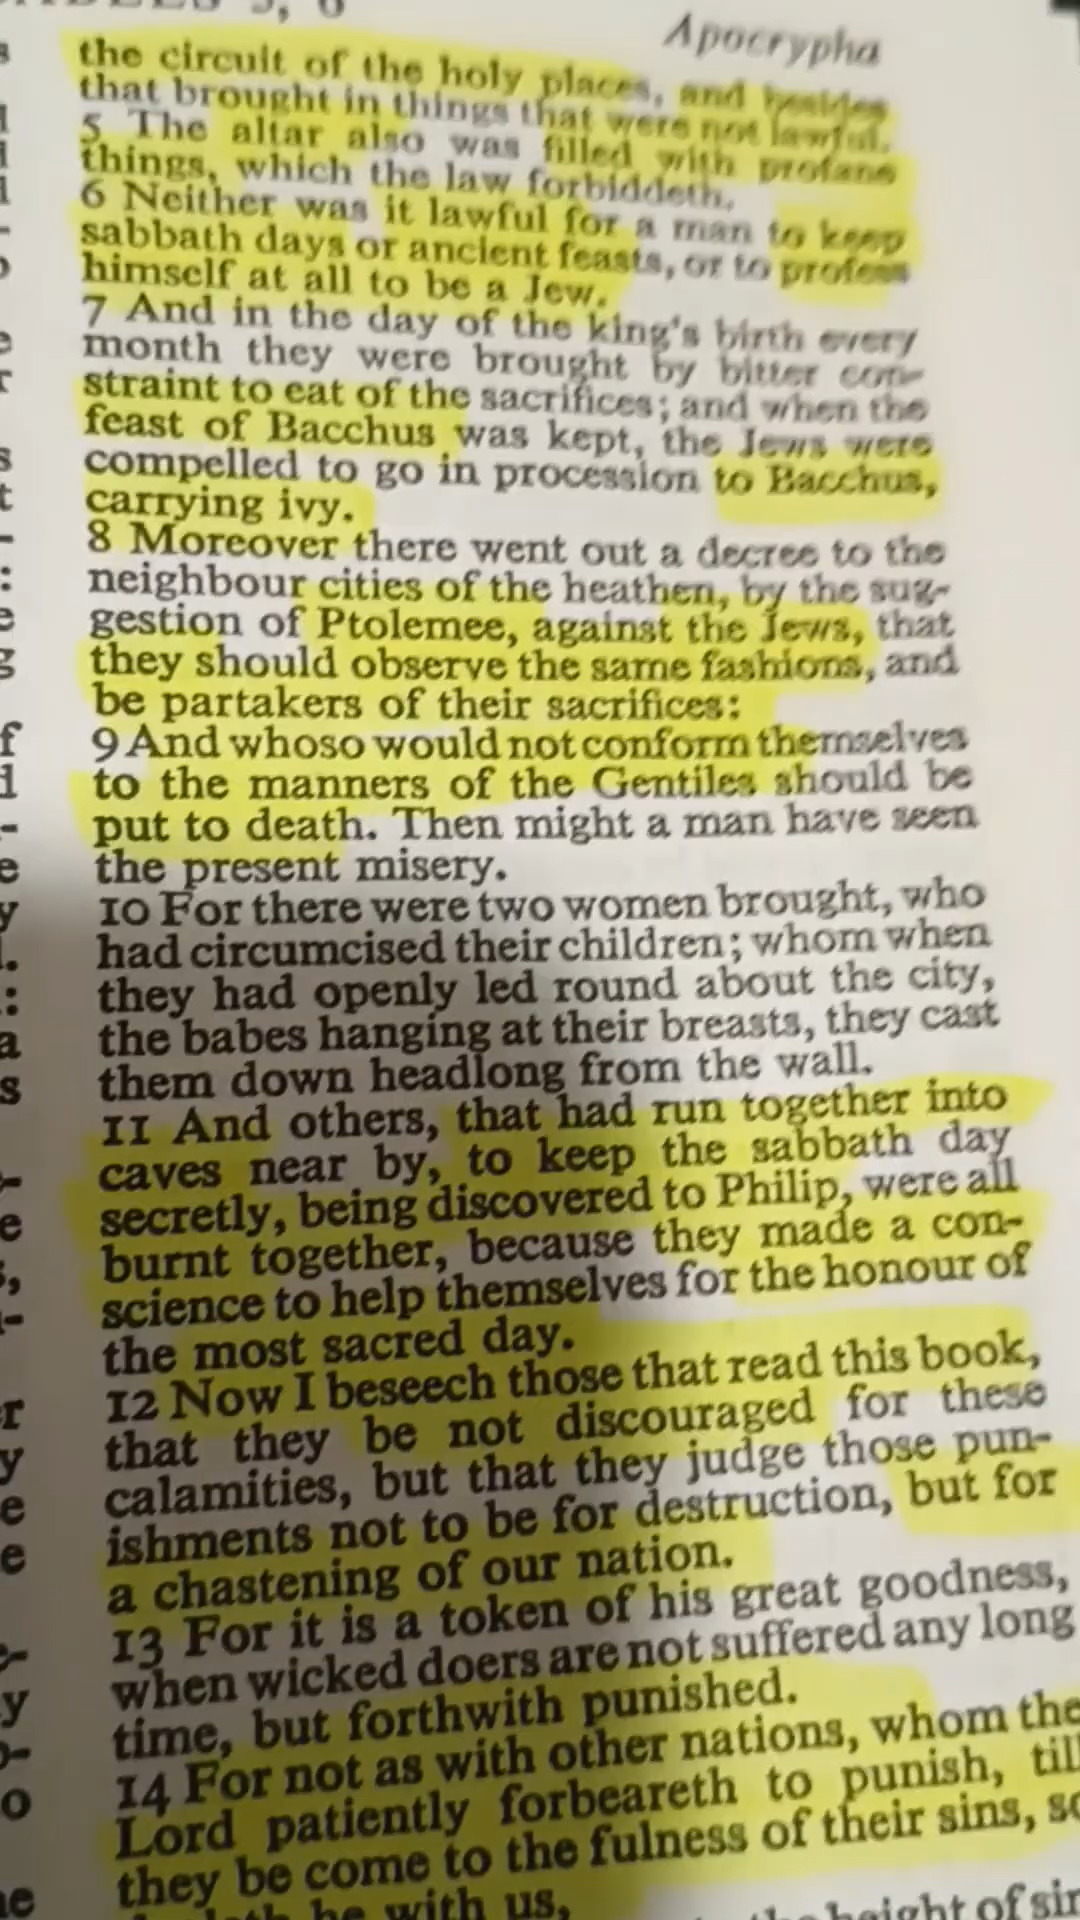 5, 6
Apocrypha
the circuit of the holy places, and besides
that brought in things that were not lawful.
5 The altar also was filled with profane
things, which the law forbiddeth.
6 Neither was it lawful for a man to keep
sabbath days or ancient feasts, or to profess
himself at all to be a Jew.
7 And in the day of the king's birth every
month they were brought by bitter con-
straint to eat of the sacrifices; and when the
feast of Bacchus was kept, the Jews were
compelled to go in procession to Bacchus,
carrying ivy.
8 Moreover there went out a decree to the
neighbour cities of the heathen, by the sug-
gestion of Ptolemee, against the Jews, that
they should observe the same fashions, and
be partakers of their sacrifices:
9 And whoso would not conform themselves
to the manners of the Gentiles should be
put to death. Then might a man have seen
the present misery.
10 For there were two women brought, who
had circumcised their children; whom when
they had openly led round about the city,
the babes hanging at their breasts, they cast
them down headlong from the wall.
11 And others, that had run together into
caves near by, to keep the sabbath day
secretly, being discovered to Philip, were all
burnt together, because they made a con-
science to help themselves for the honour of
the most sacred day.
12 Now I beseech those that read this book,
that they be not discouraged for these
calamities, but that they judge those pun-
ishments not to be for destruction, but for
a chastening of our nation.
13 For it is a token of his great goodness,
when wicked doers are not suffered any long
time, but forthwith punished.
14 For not as with other nations, whom the
Lord patiently forbeareth to punish, till
they be come to the fulness of their sins, so
he with us,
height of sin